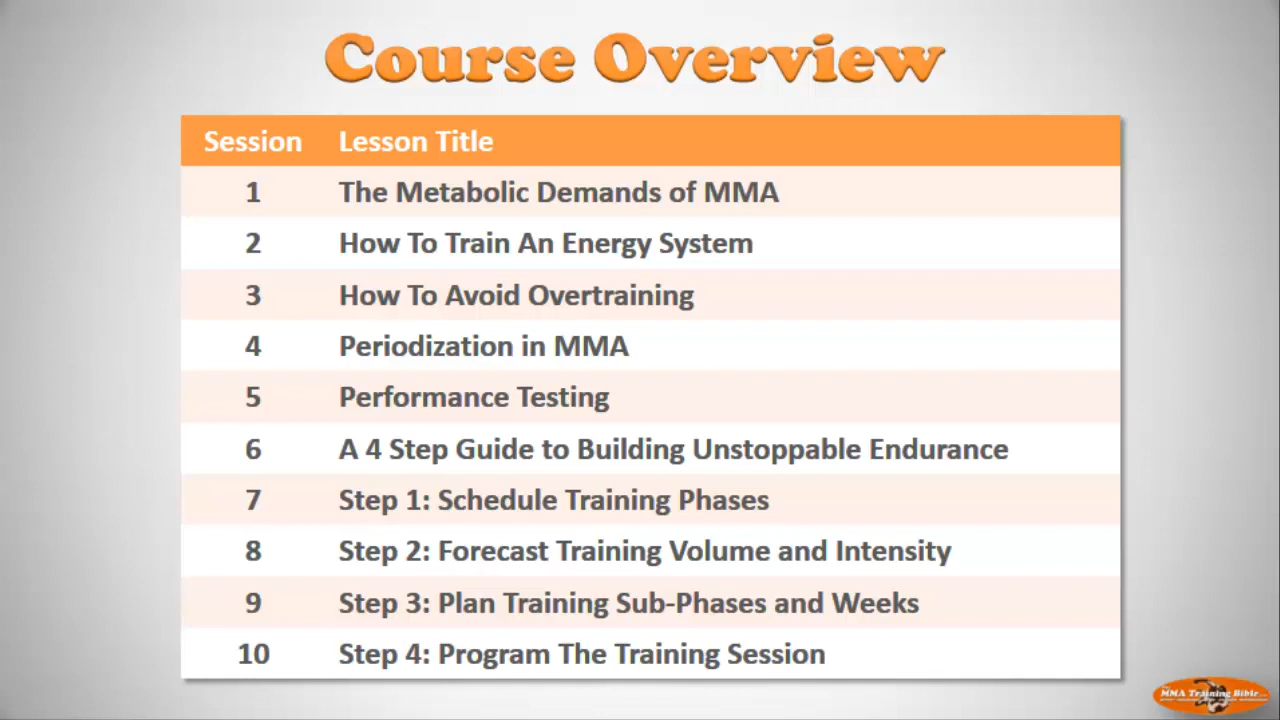 Course Overview
Session Lesson Title
1 The Metabolic Demands of MMA
2 How To Train An Energy System
3 How To Avoid Overtraining
4 Periodization in MMA
5 Performance Testing
6 A 4 Step Guide to Building Unstoppable Endurance
7 Step 1: Schedule Training Phases
8 Step 2: Forecast Training Volume and Intensity
9 Step 3: Plan Training Sub-Phases and Weeks
10 Step 4: Program The Training Session
MMA Training Bible